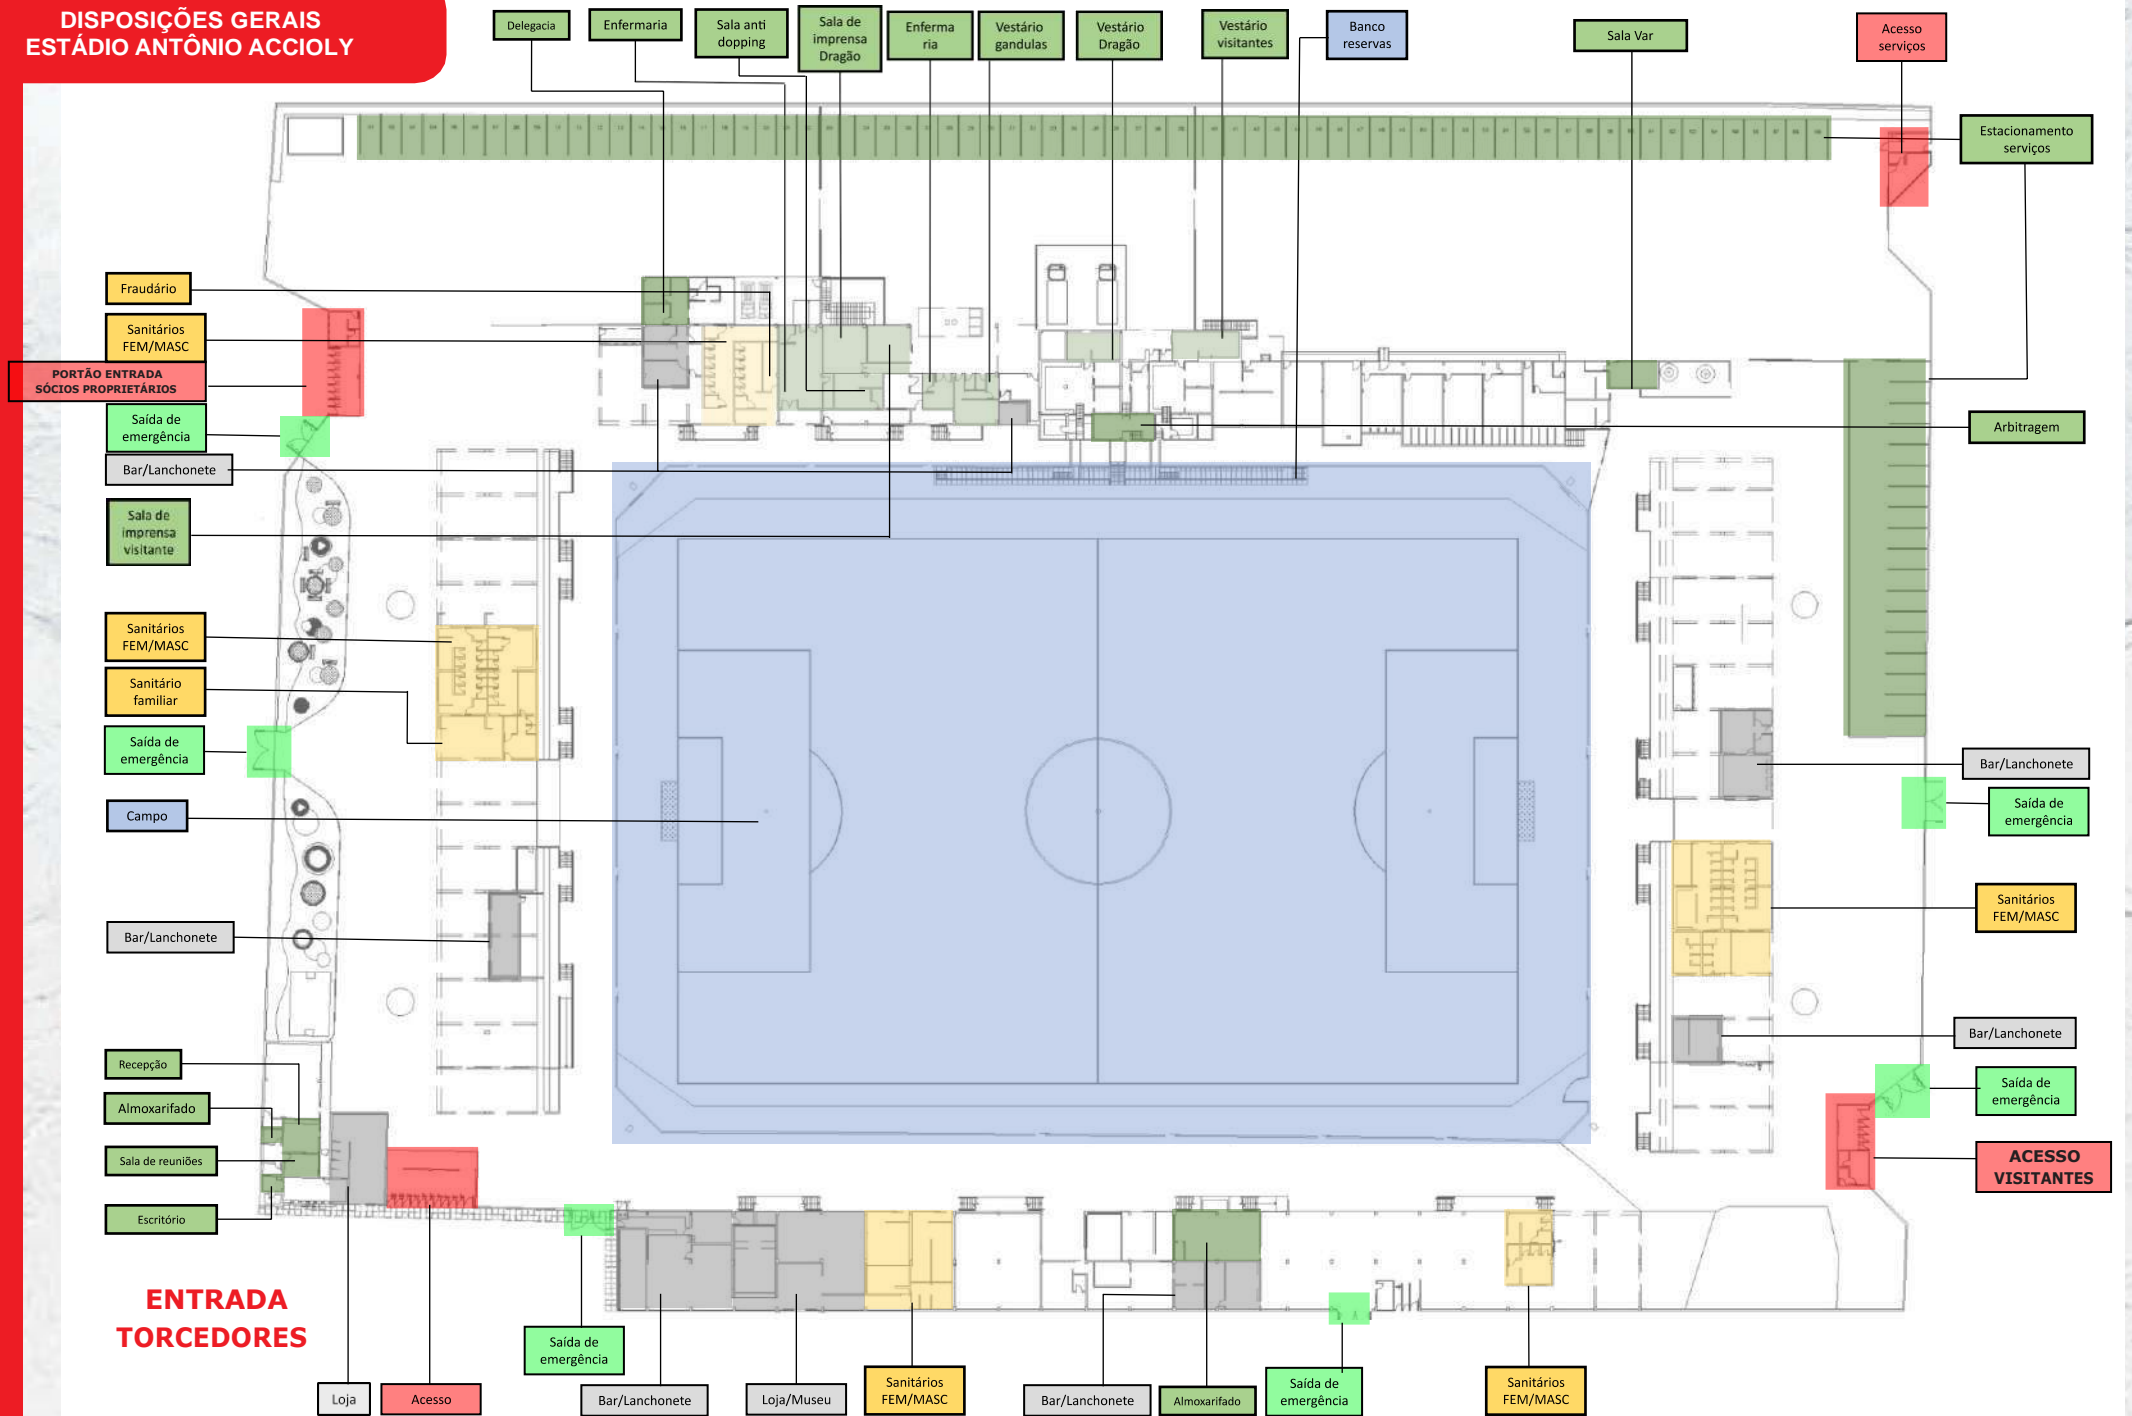 DISPOSIÇÕES GERAIS
ESTÁDIO ANTÔNIO ACCIOLY
Delegacia
Enfermaria
Sala anti
dopping
Sala de
imprensa
Dragão
Enferma
ria
Vestário
gandulas
Vestário
Dragão
Vestário
visitantes
Banco
reservas
Sala Var
Acesso
serviços
Estacionamento
serviços
Fraudário
Sanitários
FEM/MASC
PORTÃO ENTRADA
SÓCIOS PROPRIETÁRIOS
Saída de
emergência
Arbitragem
Bar/Lanchonete
Sala de
imprensa
visitante
Sanitários
FEM/MASC
Sanitário
familiar
Saída de
emergência
Bar/Lanchonete
Saída de
emergência
Campo
Sanitários
FEM/MASC
Bar/Lanchonete
Bar/Lanchonete
Recepção
Saída de
emergência
Almoxarifado
Sala de reuniões
ACESSO
VISITANTES
Escritório
ENTRADA
TORCEDORES
Saída de
emergência
Loja
Acesso
Bar/Lanchonete
Loja/Museu
Sanitários
FEM/MASC
Bar/Lanchonete
Almoxarifado
Saída de
emergência
Sanitários
FEM/MASC